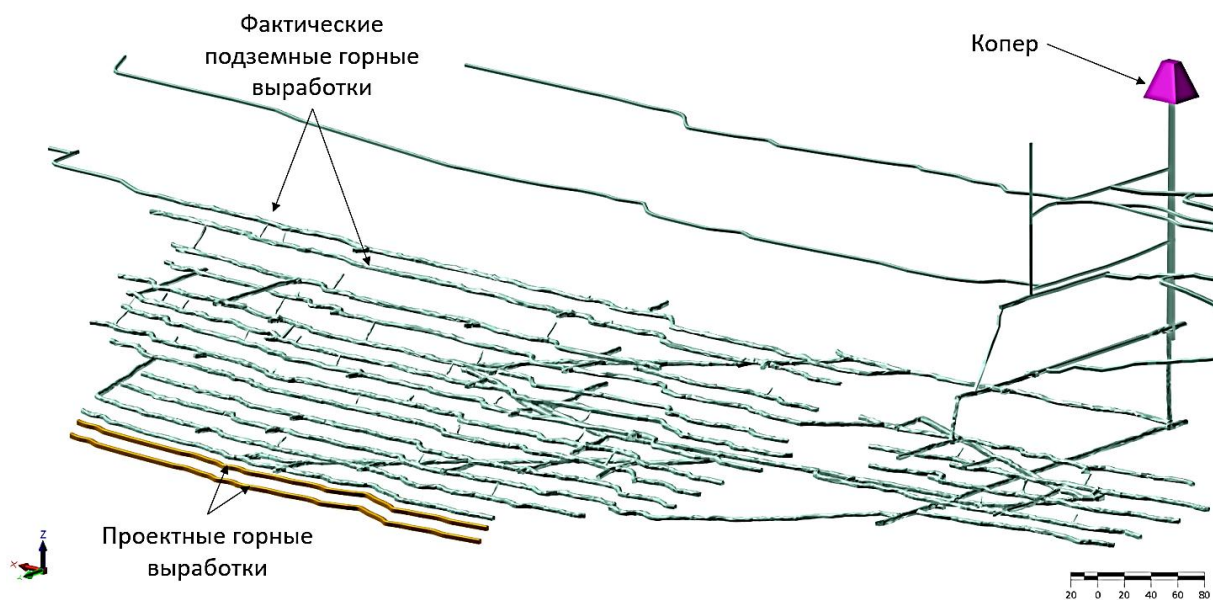 Фактические
подземные горные
выработки
Копер
Проектные горные
выработки
Z
X
Y
20 0 20 40 60 80